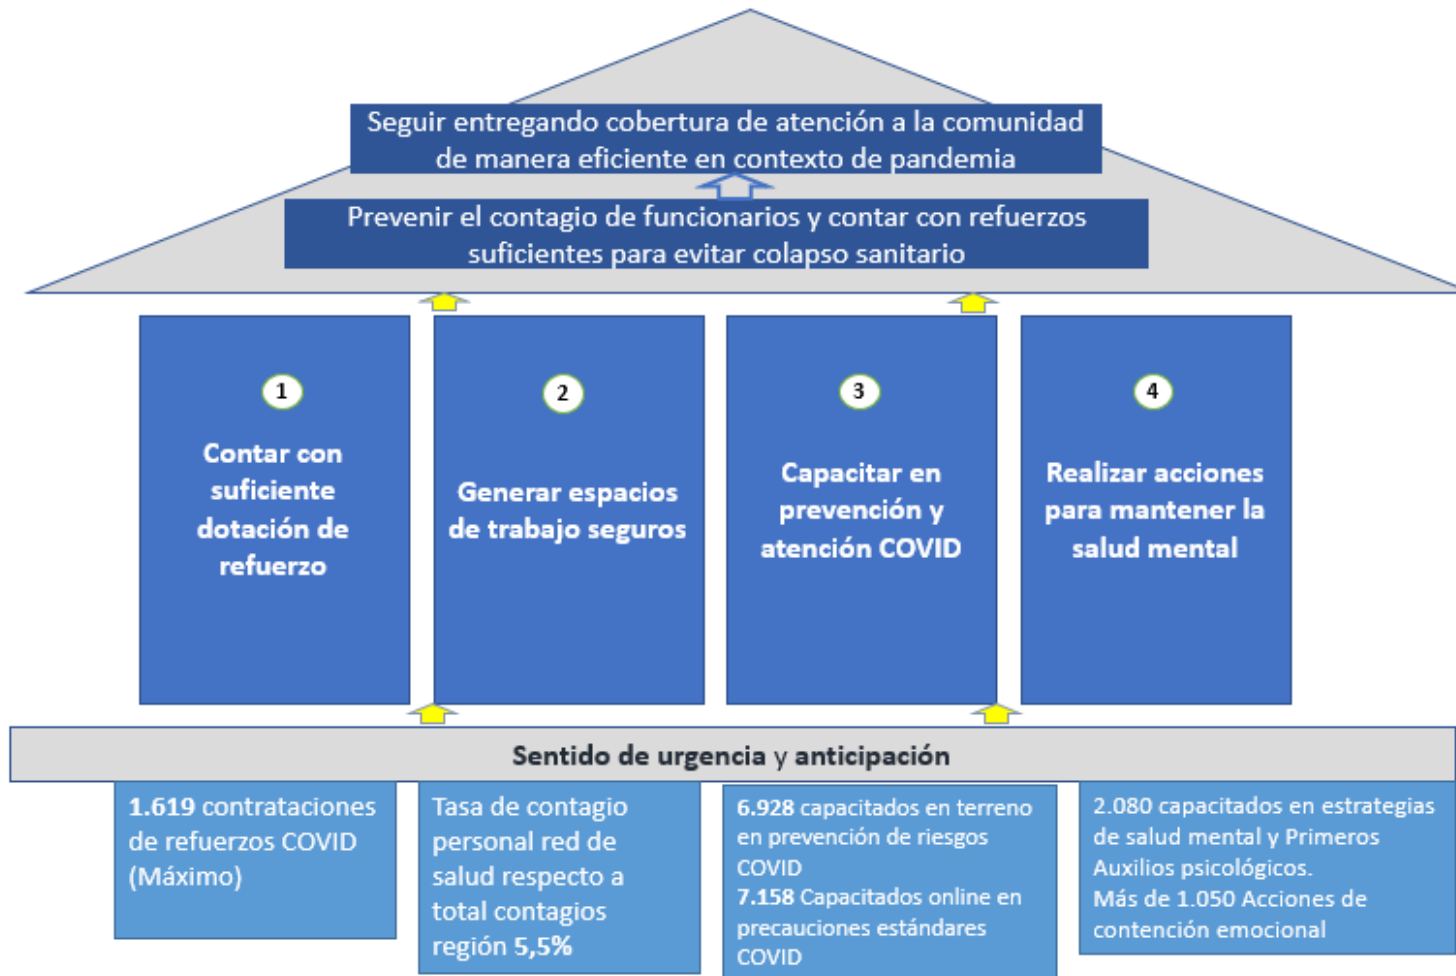 Seguir entregando cobertura de atención a la comunidad
de manera eficiente en contexto de pandemia
Prevenir el contagio de funcionarios y contar con refuerzos
suficientes para evitar colapso sanitario
1
Contar con
suficiente
dotación de
refuerzo
2
Generar espacios
de trabajo seguros
3
Capacitar en
prevención y
atención COVID
4
Realizar acciones
para mantener la
salud mental
Sentido de urgencia y anticipación
1.619 contrataciones
de refuerzos COVID
(Máximo)
Tasa de contagio
personal red de
salud respecto a
total contagios
región 5,5%
6.928 capacitados en terreno
en prevención de riesgos
COVID
7.158 Capacitados online en
precauciones estándares
COVID
2.080 capacitados en estrategias
de salud mental y Primeros
Auxilios psicológicos.
Más de 1.050 Acciones de
contención emocional